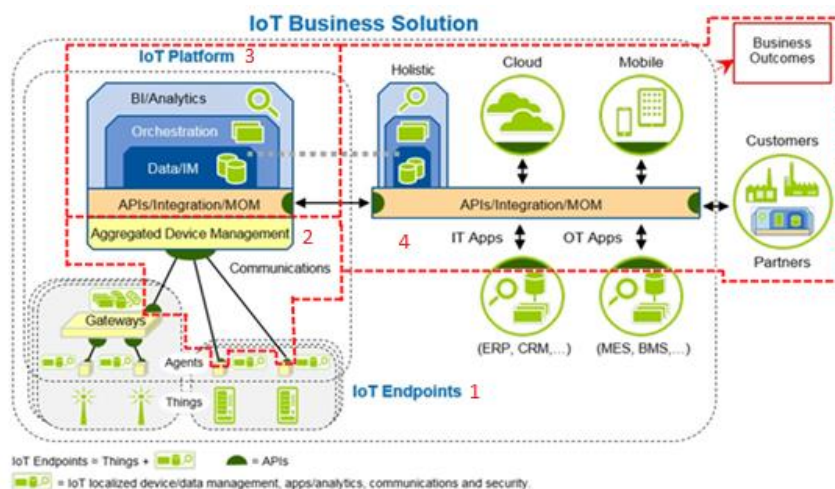 IoT Business Solution
IoT Platform 3
Business
Outcomes
BI/Analytics
Orchestration
Data/IM
APIs/Integration/MOM
Aggregated Device Management 2
Holistic
Cloud
Mobile
APIs/Integration/MOM
4
IT Apps
OT Apps
Customers
Partners
Communications
(ERP, CRM,...)
(MES, BMS,...)
Gateways
Agents
Things
IoT Endpoints 1
IoT Endpoints = Things +
= APIs
= IoT localized device/data management, apps/analytics, communications and security.